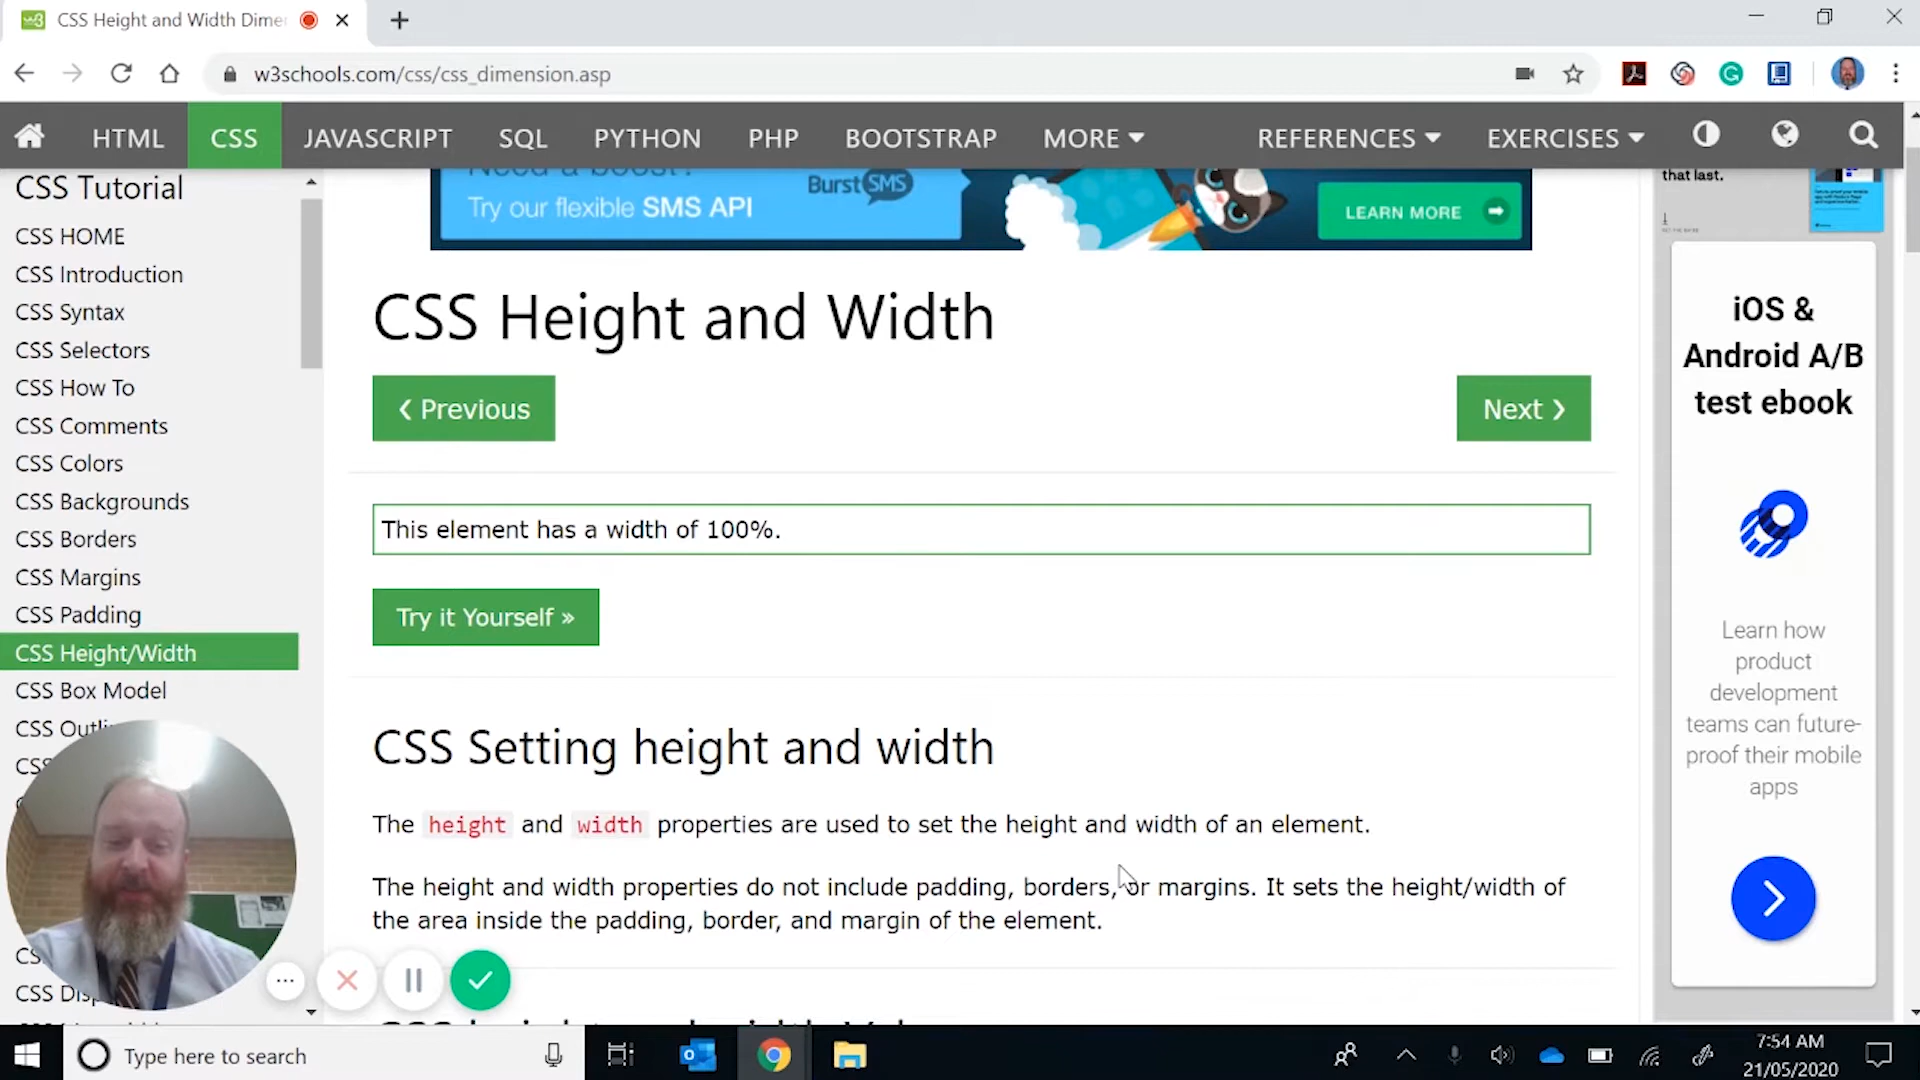 CSS Height and Width Dime
w3schools.com/css/css_dimension.asp
HTML
CSS
JAVASCRIPT
SQL
PYTHON
PHP
BOOTSTRAP
MORE
REFERENCES
EXERCISES
CSS Tutorial
CSS HOME
CSS Introduction
CSS Syntax
CSS Selectors
CSS How To
CSS Comments
CSS Colors
CSS Backgrounds
CSS Borders
CSS Margins
CSS Padding
CSS Height/Width
CSS Box Model
Need a boost?
Try our flexible SMS API
BurstSMS
LEARN MORE
CSS Height and Width
❮ Previous
Next ❯
This element has a width of 100%.
Try it Yourself »
CSS Setting height and width
The height and width properties are used to set the height and width of an element.
The height and width properties do not include padding, borders, or margins. It sets the height/width of
the area inside the padding, border, and margin of the element.
that last.
iOS &
Android A/B
test ebook
Learn how
product
development
teams can future-
proof their mobile
apps
Type here to search
7:54 AM
21/05/2020